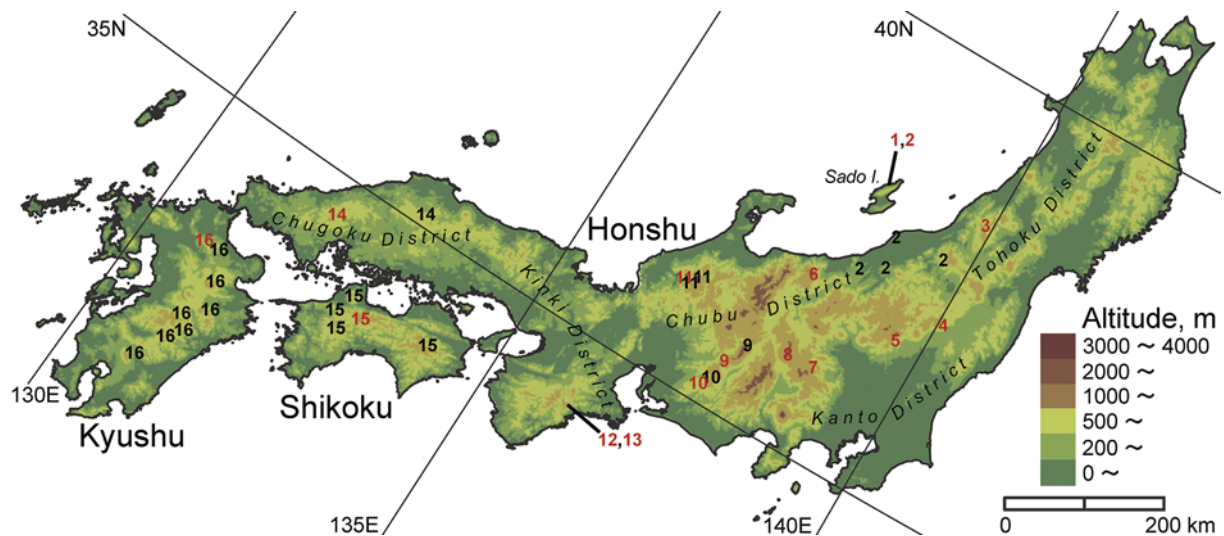 35N
40N
1,2
Sado I.
14
14
Chugoku District
Honshu
2
3
Tohoku District
16
16
11
11
11
6
2
2
2
Chubu District
Kinki District
16
15
15
15
15
15
16
16
16
16
16
4
5
9
9
8
7
10
10
Kanto District
Altitude, m
3000 ~ 4000
2000 ~
1000 ~
500 ~
200 ~
0 ~
130E
Kyushu
Shikoku
12,13
135E
140E
0
200 km